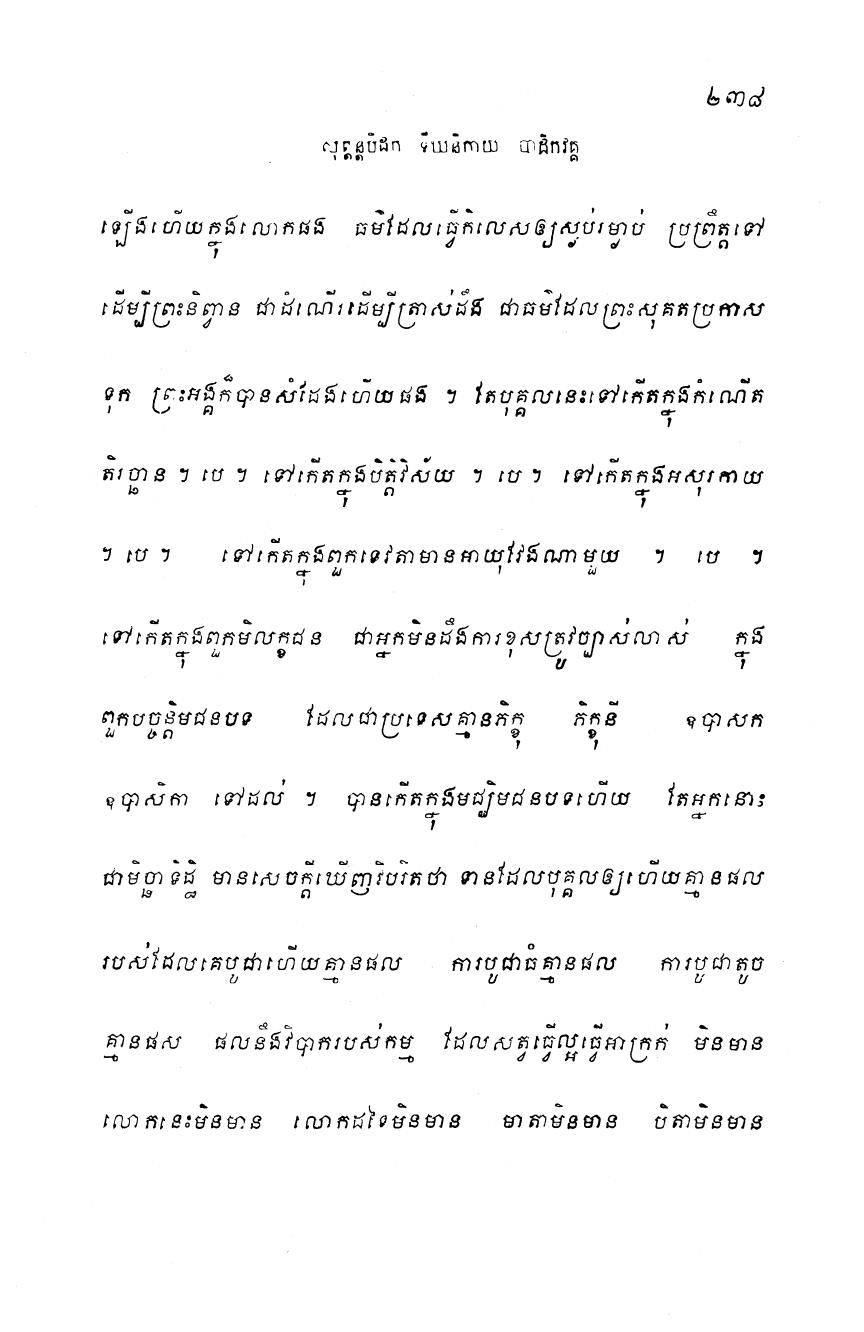 ២៣៨
សុត្តន្តបិដក ទីឃនិកាយ បាដិកវគ្គ
ឡើងហើយក្នុងលោកផង ធម៌ដែលធ្វើកិលេសឲ្យស្ងប់រម្ងាប់ ប្រព្រឹត្តទៅ
ដើម្បីព្រះនិព្វាន ជាដំណើរដើម្បីត្រាស់ដឹង ជាធម៌ដែលព្រះសុគតប្រកាស
ទុក ព្រះអង្គក៏បានសំដែងហើយផង ។ តែបុគ្គលនេះទៅកើតក្នុងកំណើត
តិរច្ឆាន ។ បេ ។ ទៅកើតក្នុងបិត្តិវិស័យ ។ បេ ។ ទៅកើតក្នុងអសុរកាយ
។ បេ ។ ទៅកើតក្នុងពួកទេវតាមានអាយុវែងណាមួយ ។ បេ ។
ទៅកើតក្នុងពួកមិលក្ខជន ជាអ្នកមិនដឹងការខុសត្រូវច្បាស់លាស់ ក្នុង
ពួកបច្ចន្តិមជនបទ ដែលជាប្រទេសគ្មានភិក្ខុ ភិក្ខុនី ឧបាសក
ឧបាសិកា ទៅដល់ ។ បានកើតក្នុងមជ្ឈិមជនបទហើយ តែអ្នកនោះ
ជាមិច្ឆាទិដ្ឋិ មានសេចក្តីឃើញវិបរិតថា ទានដែលបុគ្គលឲ្យហើយគ្មានផល
របស់ដែលគេបូជាហើយគ្មានផល ការបូជាធំគ្មានផល ការបូជាតូច
គ្មានផស ផលនឹងវិបាករបស់កម្ម ដែលសត្វធ្វើល្អធ្វើអាក្រក់ មិនមាន
លោកនេះមិនមាន លោកដទៃមិនមាន មាតាមិនមាន បិតាមិនមាន